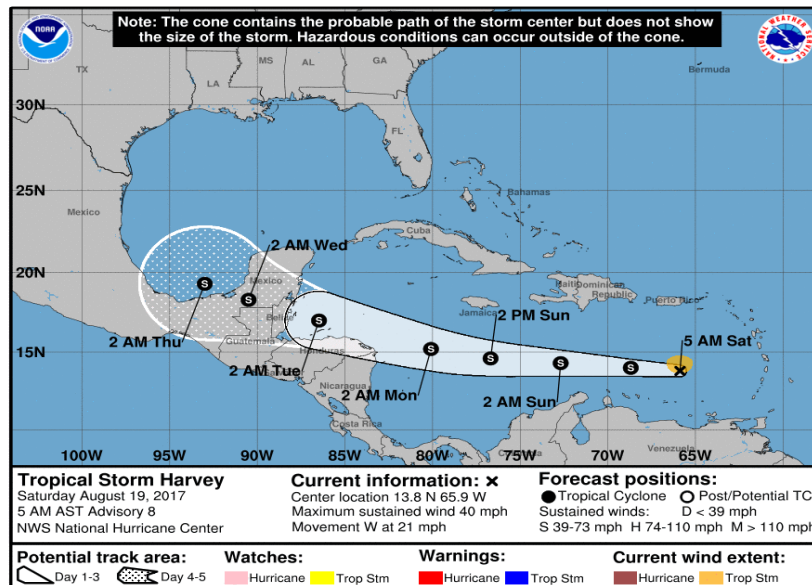 Note: The cone contains the probable path of the storm center but does not show
the size of the storm. Hazardous conditions can occur outside of the cone.
NOAA
TX
MS
AL
GA
LA
FL
Bermuda
30N
25N
Mexico
Bahamas
Cuba
2 AM Wed
20N
Mexico
Haiti
Dominican
Republic
Puerto Rico
Jamaica
Belize
2 PM Sun
5 AM Sat
2 AM Thu
Guatemala
Honduras
15N
2 AM Tue
Nicaragua
2 AM Mon
2 AM Sun
Costa Rica
Venezuela
100W 95W 90W 85W 80W 75W 70W 65W
S S S S S S S
Tropical Storm Harvey
Saturday August 19, 2017
5 AM AST Advisory 8
NWS National Hurricane Center
Current information: ×
Center location 13.8 N 65.9 W
Maximum sustained wind 40 mph
Movement W at 21 mph
Forecast positions:
Tropical Cyclone Post/Potential TC
Sustained winds: D < 39 mph
S 39-73 mph H 74-110 mph M > 110 mph
Potential track area:
Day 1-3 Day 4-5
Watches:
Hurricane Trop Stm
Warnings:
Hurricane Trop Stm
Current wind extent:
Hurricane Trop Stm